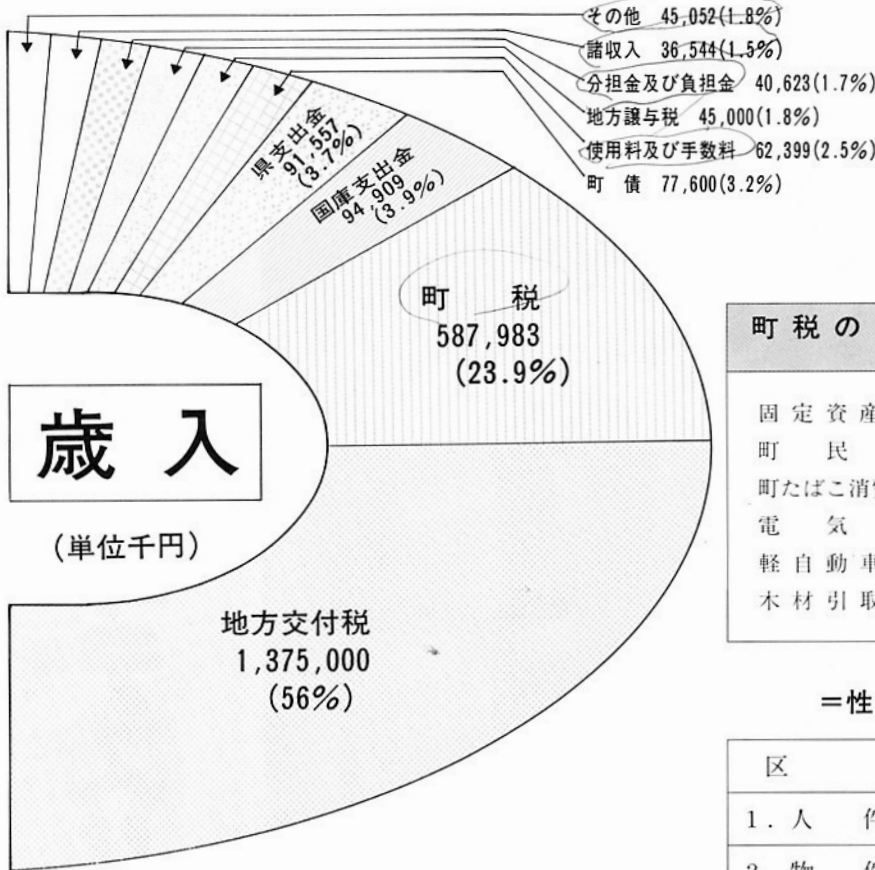 その他 45,052(1.8%)
諸収入 36,544(1.5%)
分担金及び負担金 40,623(1.7%)
地方譲与税 45,000(1.8%)
使用料及び手数料 62,399(2.5%)
町債 77,600(3.2%)
県支出金
91,557
(3.7%)
国庫支出金
94,909
(3.9%)
町税
587,983
(23.9%)
歳入
(単位千円)
地方交付税
1,375,000
(56%)
町税の
固定資産
町民
町たばこ消
電気
軽自動車
木材引取
=性
区
1.人件